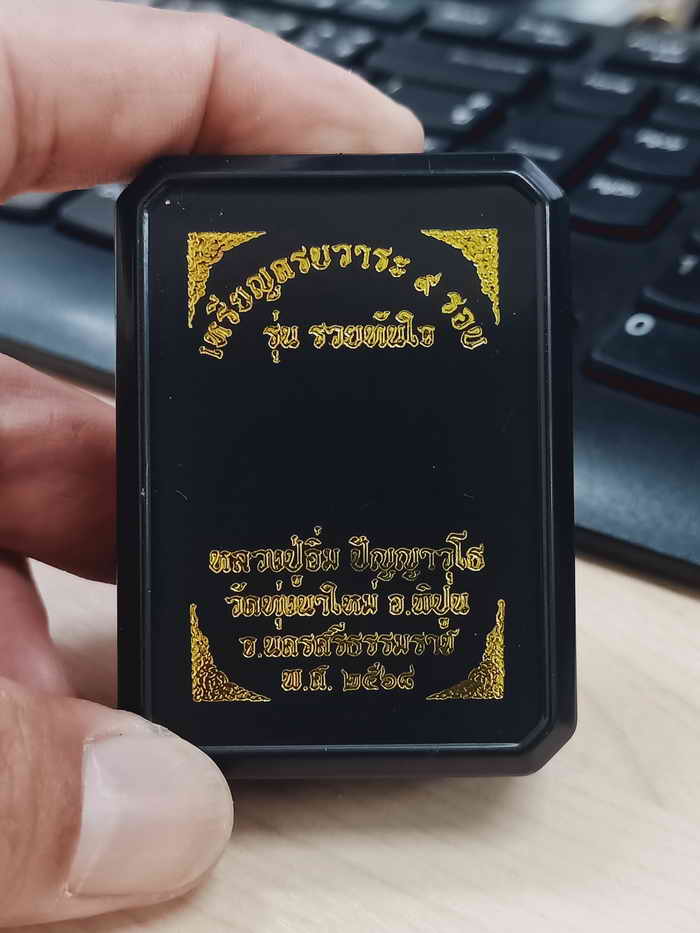 เหรียญครบวาระ ๙ รอบ
รุ่น รวยทันใจ
หลวงปู่อิ่ม ปัญญาวุโธ
วัดทุ่งนาใหม่ อ.พิปูน
จ.นครศรีธรรมราช
พ.ศ. ๒๕๖๘